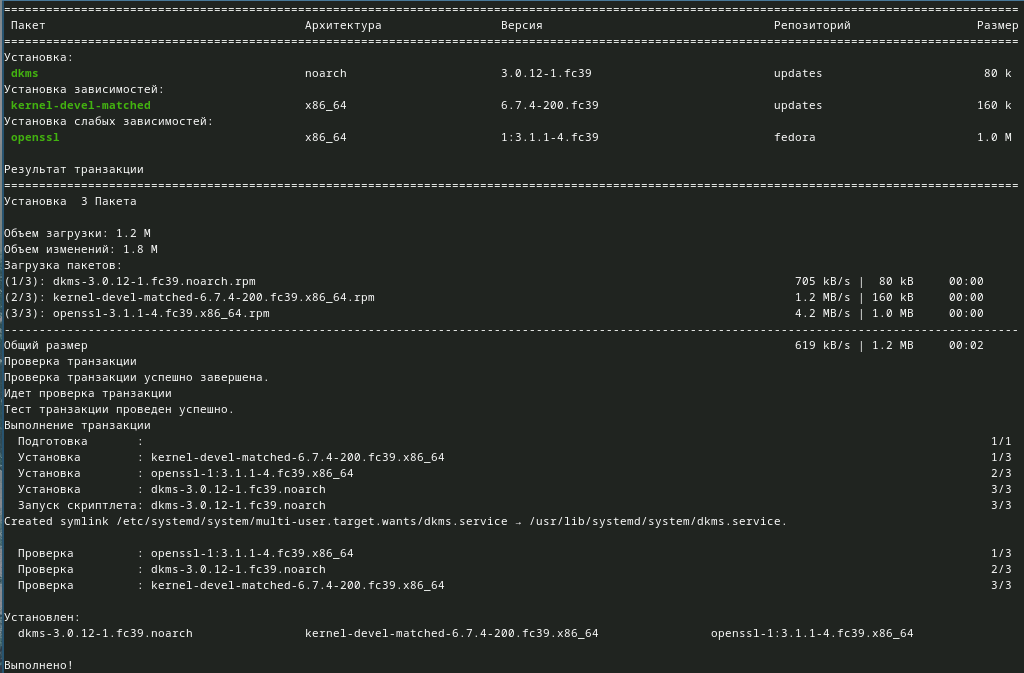 ================================================================================
Пакет Архитектура Версия Репозиторий Размер
================================================================================
Установка:
dkms noarch 3.0.12-1.fc39 updates 80 k
Установка зависимостей:
kernel-devel-matched x86_64 6.7.4-200.fc39 updates 160 k
Установка слабых зависимостей:
openssl x86_64 1:3.1.1-4.fc39 fedora 1.0 M
Результат транзакции
================================================================================
Установка 3 Пакета
Объем загрузки: 1.2 M
Объем изменений: 1.8 M
Загрузка пакетов:
(1/3): dkms-3.0.12-1.fc39.noarch.rpm 705 kB/s | 80 kB 00:00
(2/3): kernel-devel-matched-6.7.4-200.fc39.x86_64.rpm 1.2 MB/s | 160 kB 00:00
(3/3): openssl-3.1.1-4.fc39.x86_64.rpm 4.2 MB/s | 1.0 MB 00:00
--------------------------------------------------------------------------------
Общий размер 619 kB/s | 1.2 MB 00:02
Проверка транзакции
Проверка транзакции успешно завершена.
Идет проверка транзакции
Тест транзакции проведен успешно.
Выполнение транзакции
Подготовка : 1/1
Установка : kernel-devel-matched-6.7.4-200.fc39.x86_64 1/3
Установка : openssl-1:3.1.1-4.fc39.x86_64 2/3
Установка : dkms-3.0.12-1.fc39.noarch 3/3
Запуск скриптлета: dkms-3.0.12-1.fc39.noarch 3/3
Created symlink /etc/systemd/system/multi-user.target.wants/dkms.service → /usr/lib/systemd/system/dkms.service.
Проверка : openssl-1:3.1.1-4.fc39.x86_64 1/3
Проверка : dkms-3.0.12-1.fc39.noarch 2/3
Проверка : kernel-devel-matched-6.7.4-200.fc39.x86_64 3/3
Установлен:
dkms-3.0.12-1.fc39.noarch kernel-devel-matched-6.7.4-200.fc39.x86_64 openssl-1:3.1.1-4.fc39.x86_64
Выполнено!